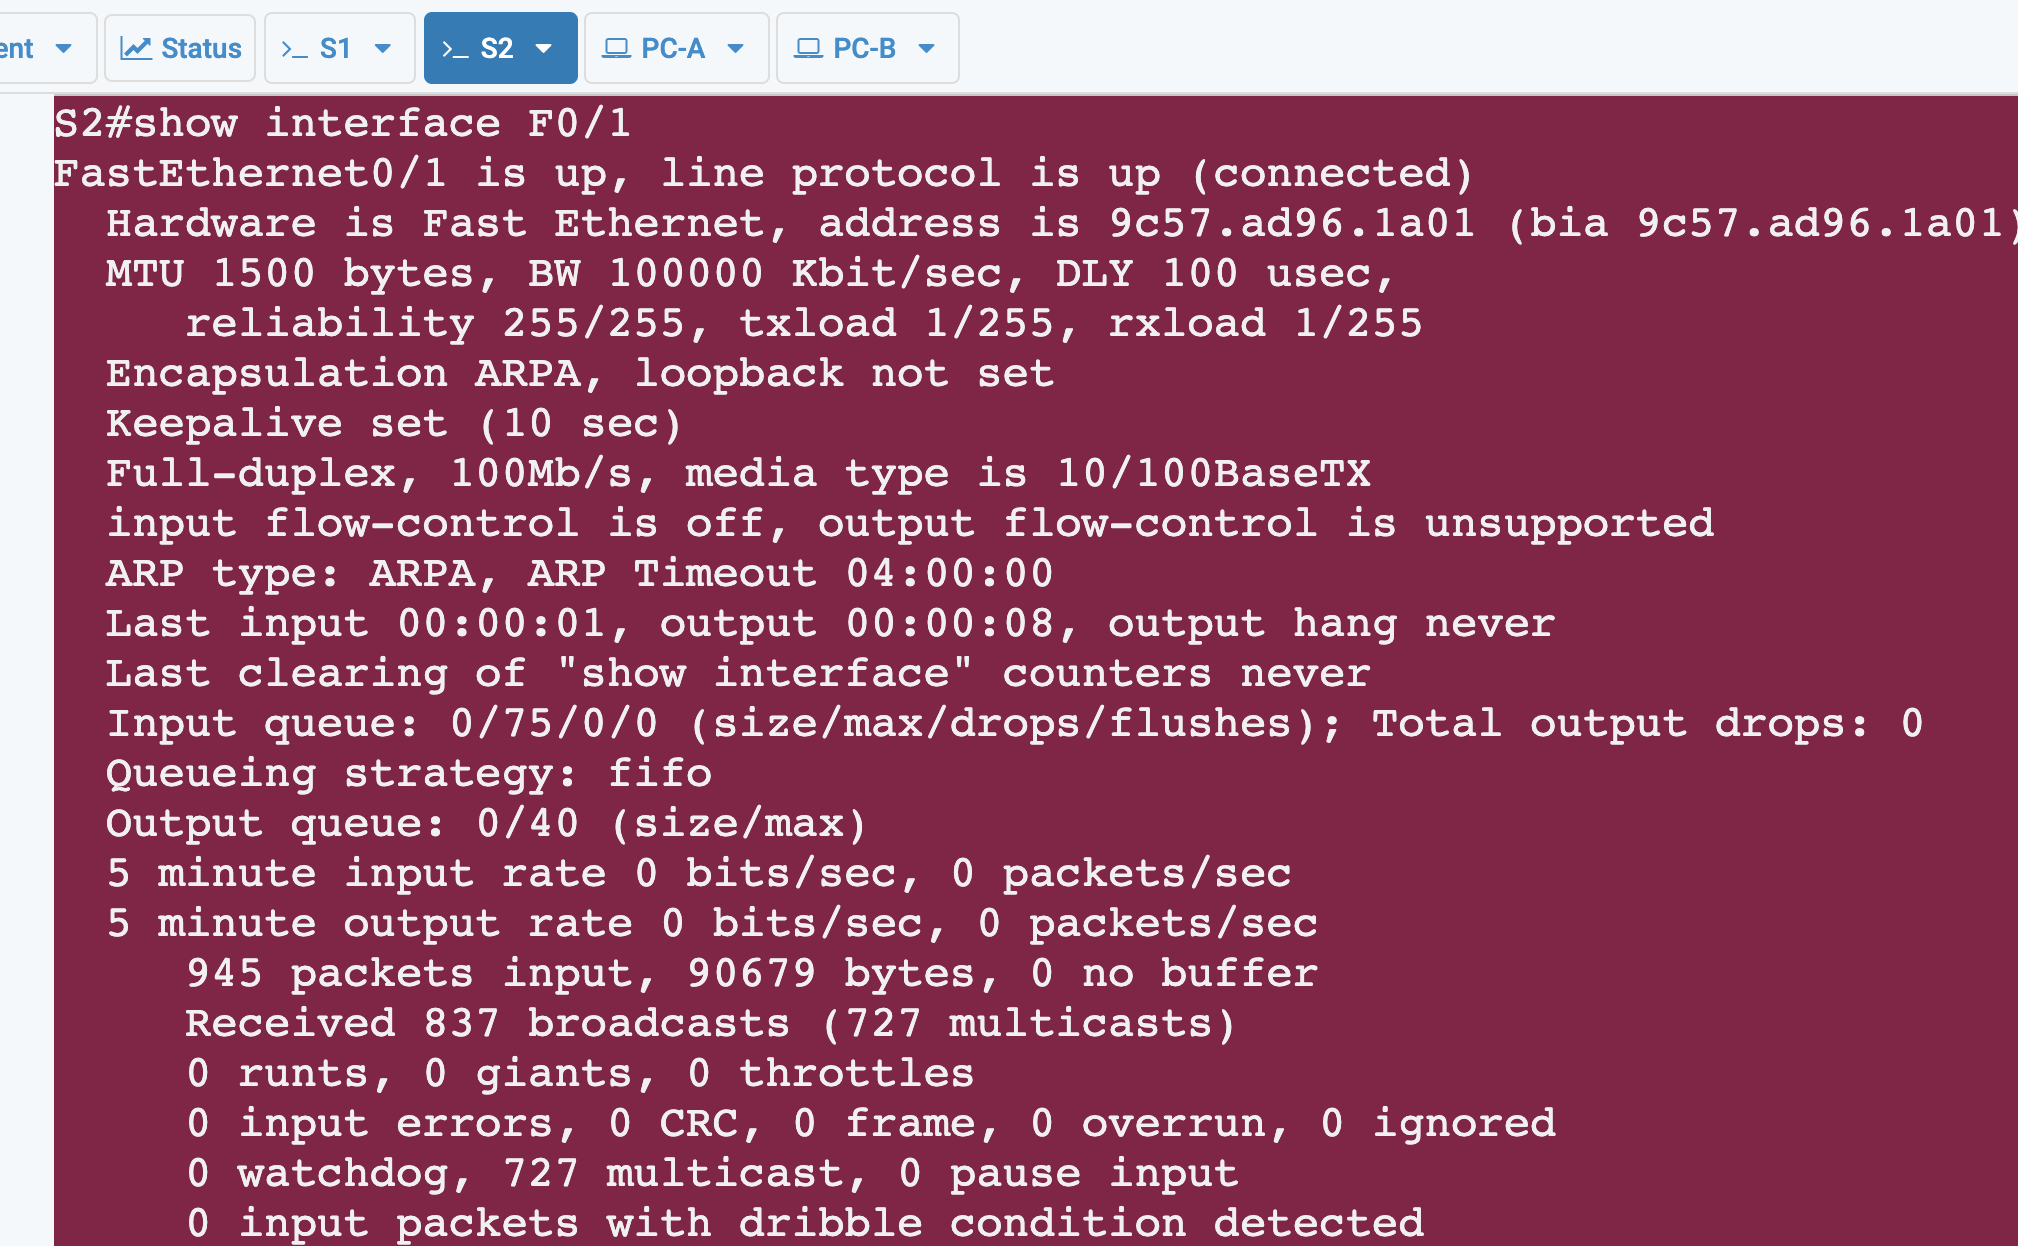 ent
Status
>_ S1
>_ S2
PC-A
PC-B
S2#show interface F0/1
FastEthernet0/1 is up, line protocol is up (connected)
Hardware is Fast Ethernet, address is 9c57.ad96.1a01 (bia 9c57.ad96.1a01)
MTU 1500 bytes, BW 100000 Kbit/sec, DLY 100 usec,
reliability 255/255, txload 1/255, rxload 1/255
Encapsulation ARPA, loopback not set
Keepalive set (10 sec)
Full-duplex, 100Mb/s, media type is 10/100BaseTX
input flow-control is off, output flow-control is unsupported
ARP type: ARPA, ARP Timeout 04:00:00
Last input 00:00:01, output 00:00:08, output hang never
Last clearing of "show interface" counters never
Input queue: 0/75/0/0 (size/max/drops/flushes); Total output drops: 0
Queueing strategy: fifo
Output queue: 0/40 (size/max)
5 minute input rate 0 bits/sec, 0 packets/sec
5 minute output rate 0 bits/sec, 0 packets/sec
945 packets input, 90679 bytes, 0 no buffer
Received 837 broadcasts (727 multicasts)
0 runts, 0 giants, 0 throttles
0 input errors, 0 CRC, 0 frame, 0 overrun, 0 ignored
0 watchdog, 727 multicast, 0 pause input
0 input packets with dribble condition detected